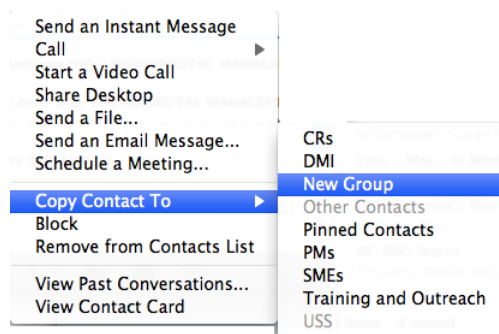 Send an Instant Message
Call
Start a Video Call
Share Desktop
Send a File...
Send an Email Message...
Schedule a Meeting...
Copy Contact To
Block
Remove from Contacts List
View Past Conversations...
View Contact Card
CRs
DMI
New Group
Other Contacts
Pinned Contacts
PMs
SMEs
Training and Outreach
USS